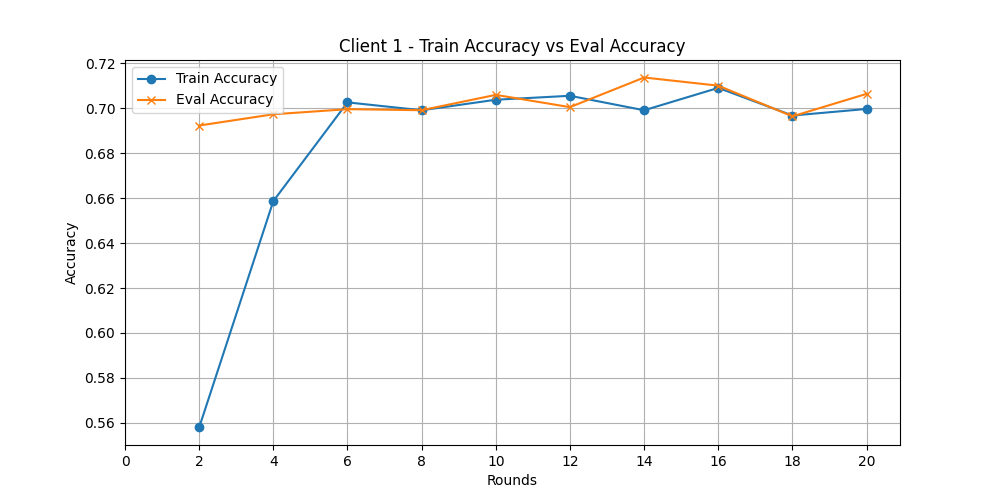 Client 1 - Train Accuracy vs Eval Accuracy
Train Accuracy
Eval Accuracy
Accuracy
0.72
0.70
0.68
0.66
0.64
0.62
0.60
0.58
0.56
0 2 4 6 8 10 12 14 16 18 20
Rounds